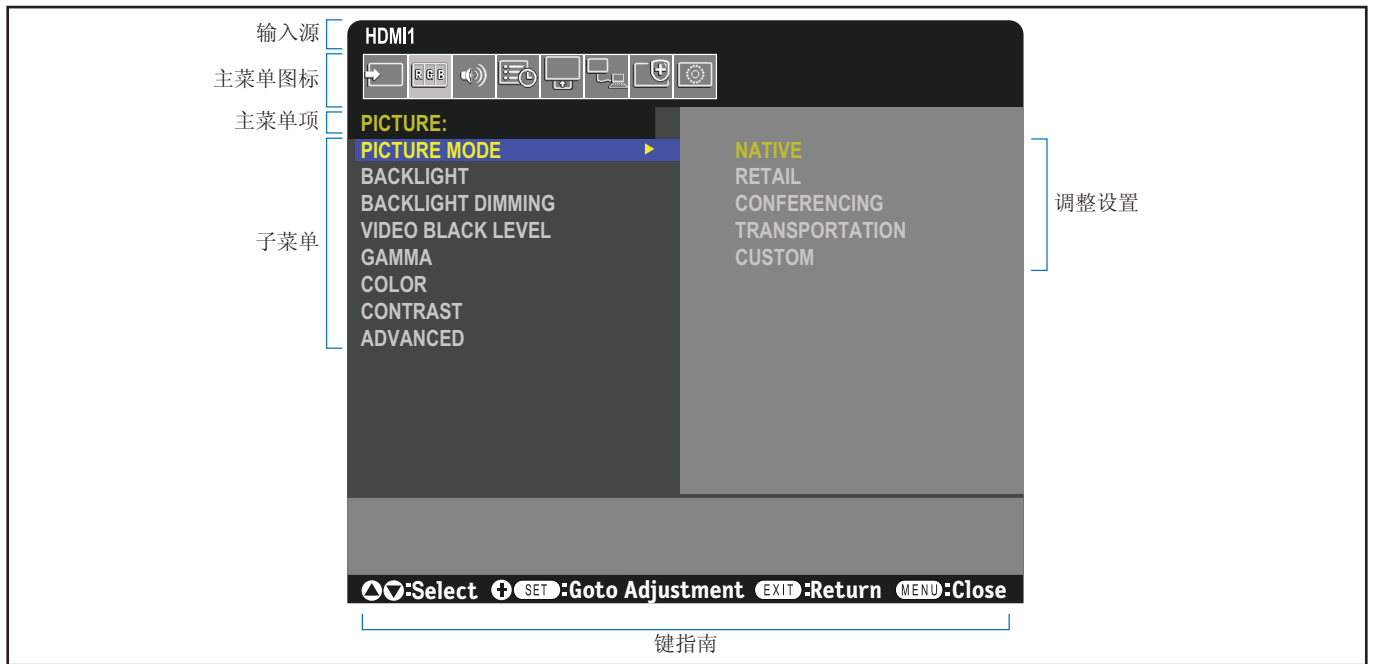 输入源
HDMI1
主菜单图标
RGB
主菜单项
PICTURE:
子菜单
PICTURE MODE
BACKLIGHT
BACKLIGHT DIMMING
VIDEO BLACK LEVEL
GAMMA
COLOR
CONTRAST
ADVANCED
NATIVE
RETAIL
CONFERENCING
TRANSPORTATION
CUSTOM
调整设置
:Select SET:Goto Adjustment EXIT:Return MENU:Close
键指南